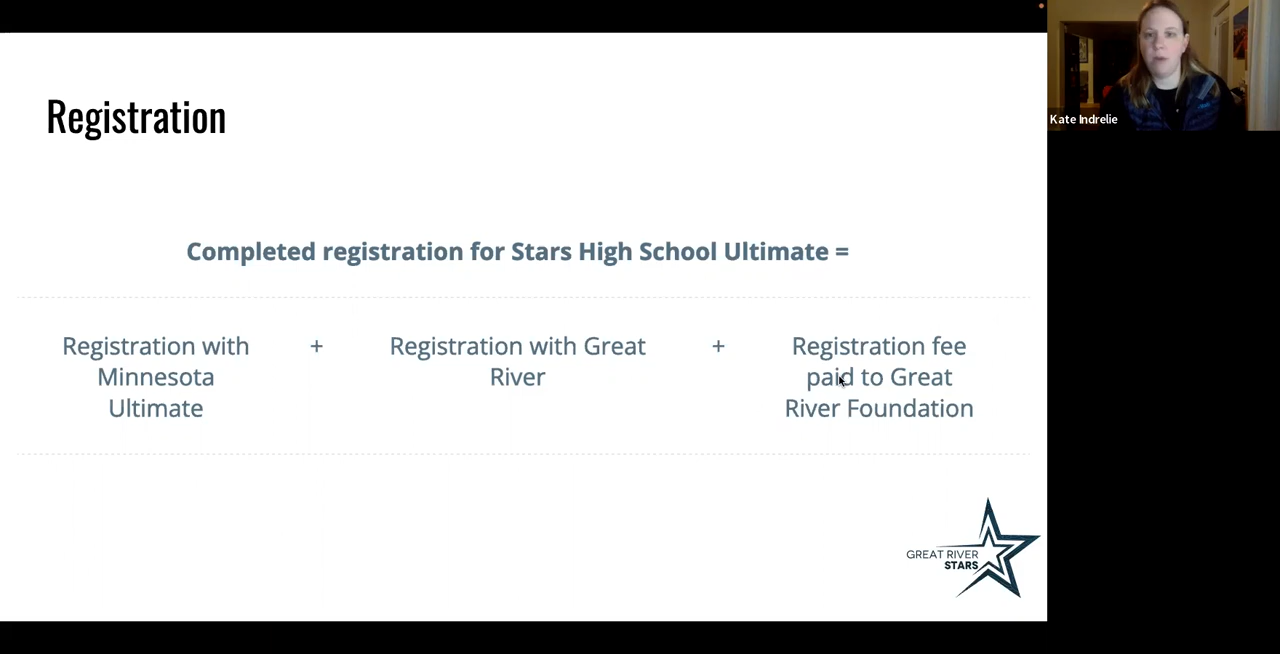 Kate Indrelie
Registration
Completed registration for Stars High School Ultimate =
Registration with
Minnesota
Ultimate
+
Registration with Great
River
+
Registration fee
paid to Great
River Foundation
GREAT RIVER
STARS